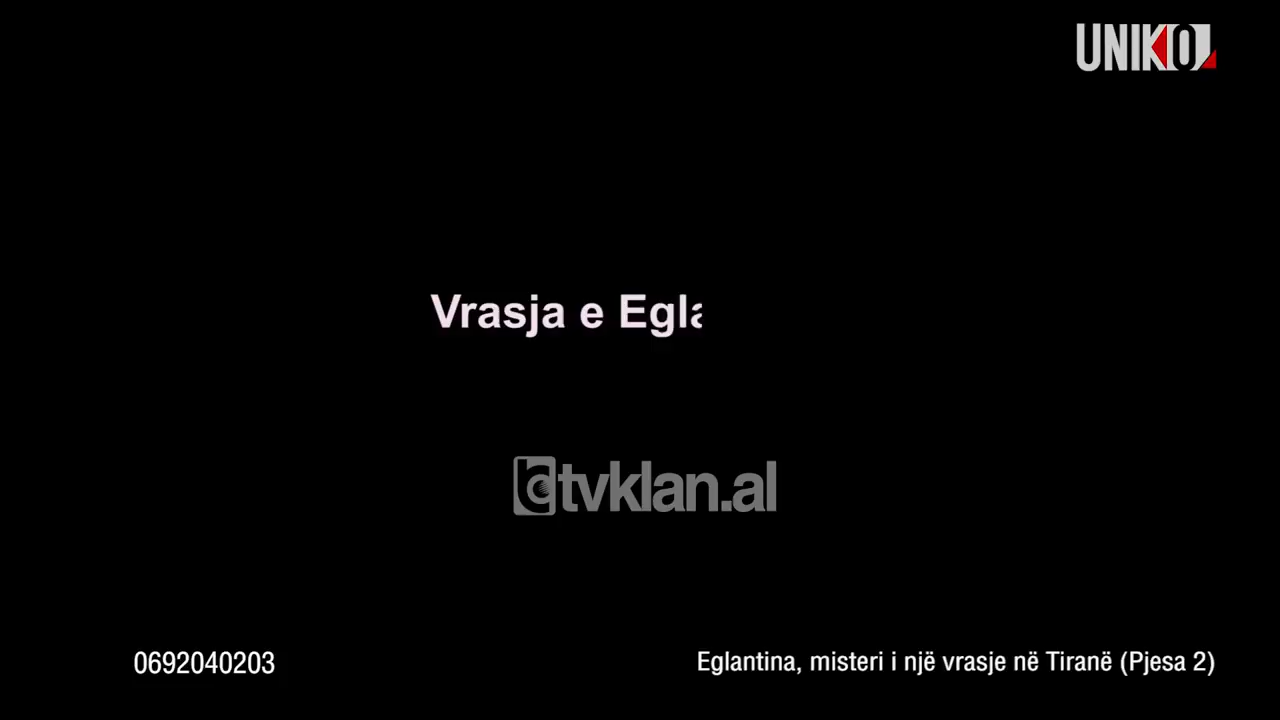 UNIKO
Vrasja e Egla
tvklan.al
0692040203
Eglantina, misteri i një vrasje në Tiranë (Pjesa 2)